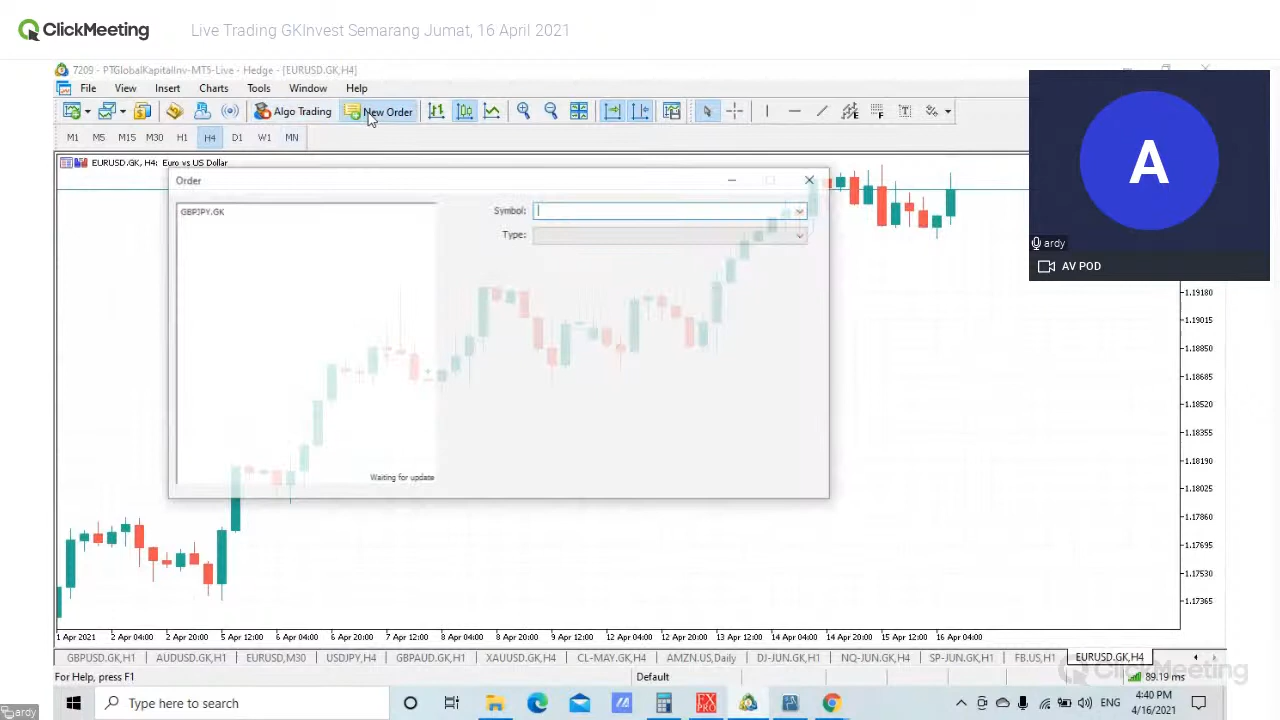 ClickMeeting
Live Trading GKInvest Semarang Jumat, 16 April 2021
7209 - PTGlobalKapitalInv-MT5-Live - Hedge - [EURUSD.GK,H4]
File View Insert Charts Tools Window Help
Algo Trading New Order
M1 M5 M15 M30 H1 H4 D1 W1 MN
EURUSD.GK, H4: Euro vs US Dollar
Order
GBPJPY.GK
Symbol:
Type:
Waiting for update
A
ardy
AV POD
1.19180
1.19015
1.18850
1.18685
1.18520
1.18355
1.18190
1.18025
1.17860
1.17695
1.17530
1.17365
1 Apr 2021 2 Apr 04:00 2 Apr 20:00 5 Apr 12:00 6 Apr 04:00 6 Apr 20:00 7 Apr 12:00 8 Apr 04:00 8 Apr 20:00 9 Apr 12:00 12 Apr 04:00 12 Apr 20:00 13 Apr 12:00 14 Apr 04:00 14 Apr 20:00 15 Apr 12:00 16 Apr 04:00
GBPUSD.GK,H1 AUDUSD.GK,H1 EURUSD,M30 USDJPY,H4 GBPAUD.GK,H1 XAUUSD.GK,H4 CL-MAY.GK,H4 AMZN.US,Daily DJ-JUN.GK,H1 NQ-JUN.GK,H4 SP-JUN.GK,H1 FB.US,H1 EURUSD.GK,H4
ClickMeeting
For Help, press F1 Default 89.19 ms
Type here to search
ENG
4:40 PM
4/16/2021
ardy